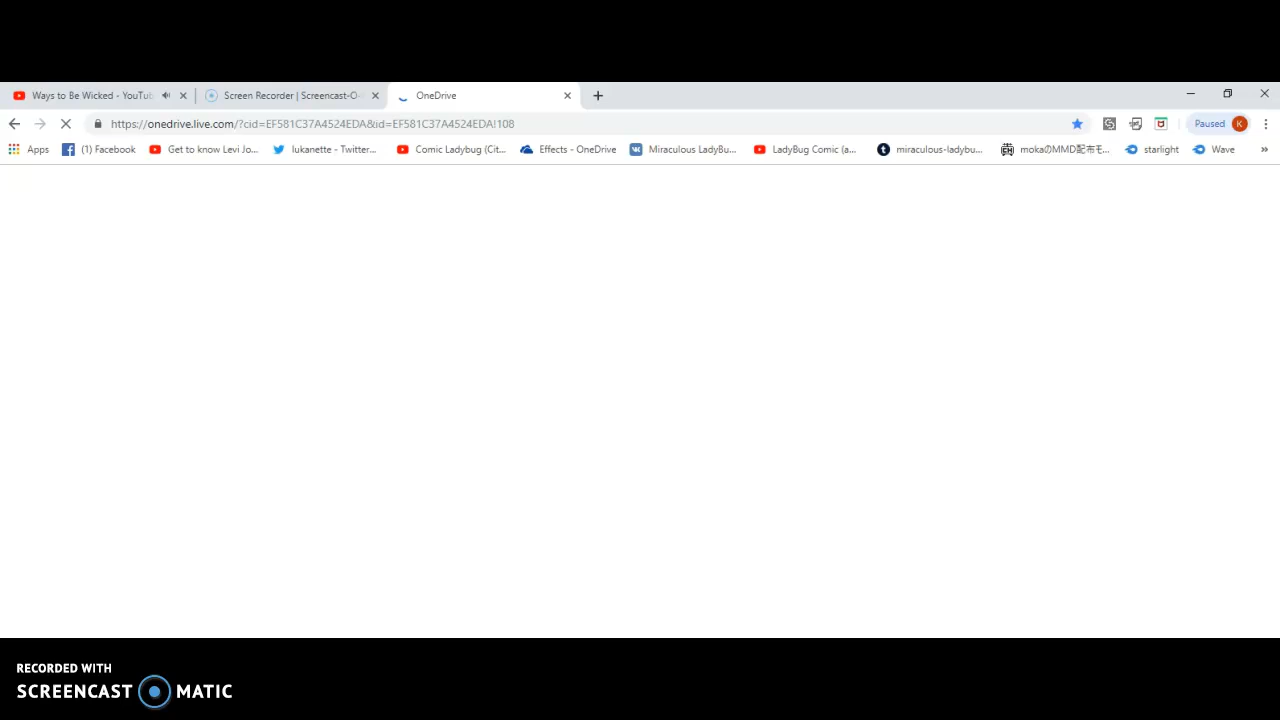 Ways to Be Wicked - YouTub
Screen Recorder | Screencast-O-
OneDrive
https://onedrive.live.com/?cid=EF581C37A4524EDA&id=EF581C37A4524EDA!108
Paused K
Apps
(1) Facebook
Get to know Levi Jo...
lukanette - Twitter...
Comic Ladybug (Cit...
Effects - OneDrive
Miraculous LadyBu...
LadyBug Comic (a...
miraculous-ladybu...
mokaのMMD配布モ...
starlight
Wave
»
RECORDED WITH
SCREENCAST MATIC